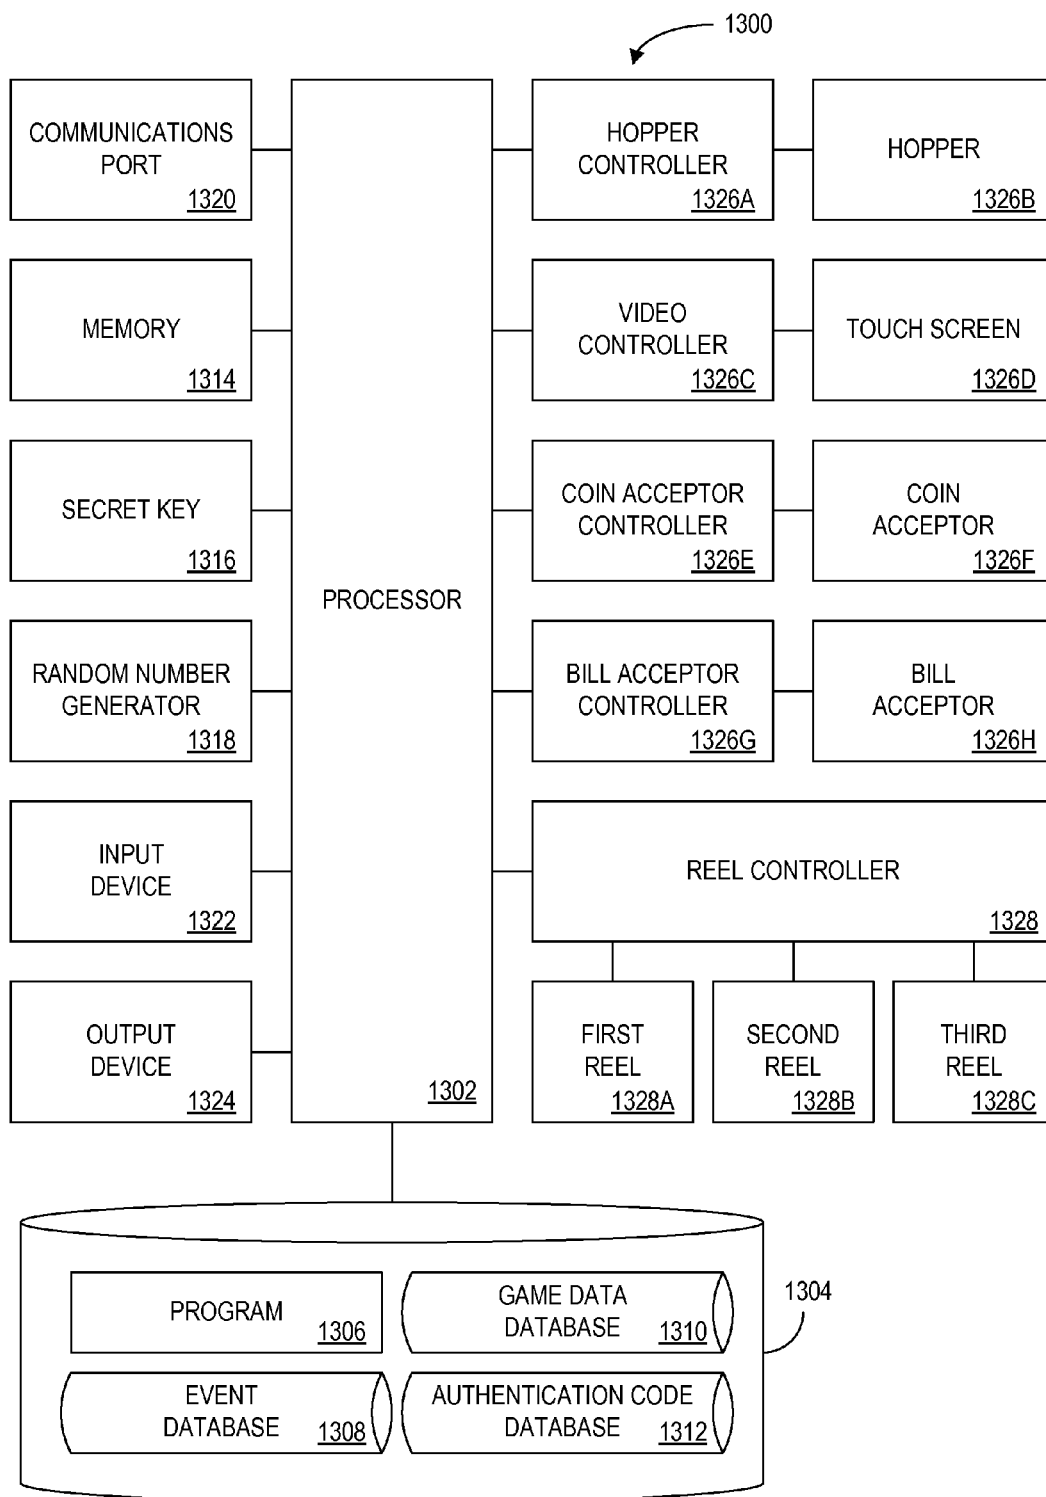 1300
COMMUNICATIONS
PORT
1320
HOPPER
CONTROLLER
1326A
HOPPER
1326B
MEMORY
1314
VIDEO
CONTROLLER
1326C
TOUCH SCREEN
1326D
SECRET KEY
1316
COIN ACCEPTOR
CONTROLLER
1326E
COIN
ACCEPTOR
1326F
PROCESSOR
1302
RANDOM NUMBER
GENERATOR
1318
BILL ACCEPTOR
CONTROLLER
1326G
BILL
ACCEPTOR
1326H
INPUT
DEVICE
1322
REEL CONTROLLER
1328
OUTPUT
DEVICE
1324
FIRST
REEL
1328A
SECOND
REEL
1328B
THIRD
REEL
1328C
1304
PROGRAM
1306
GAME DATA
DATABASE
1310
EVENT
DATABASE
1308
AUTHENTICATION CODE
DATABASE
1312